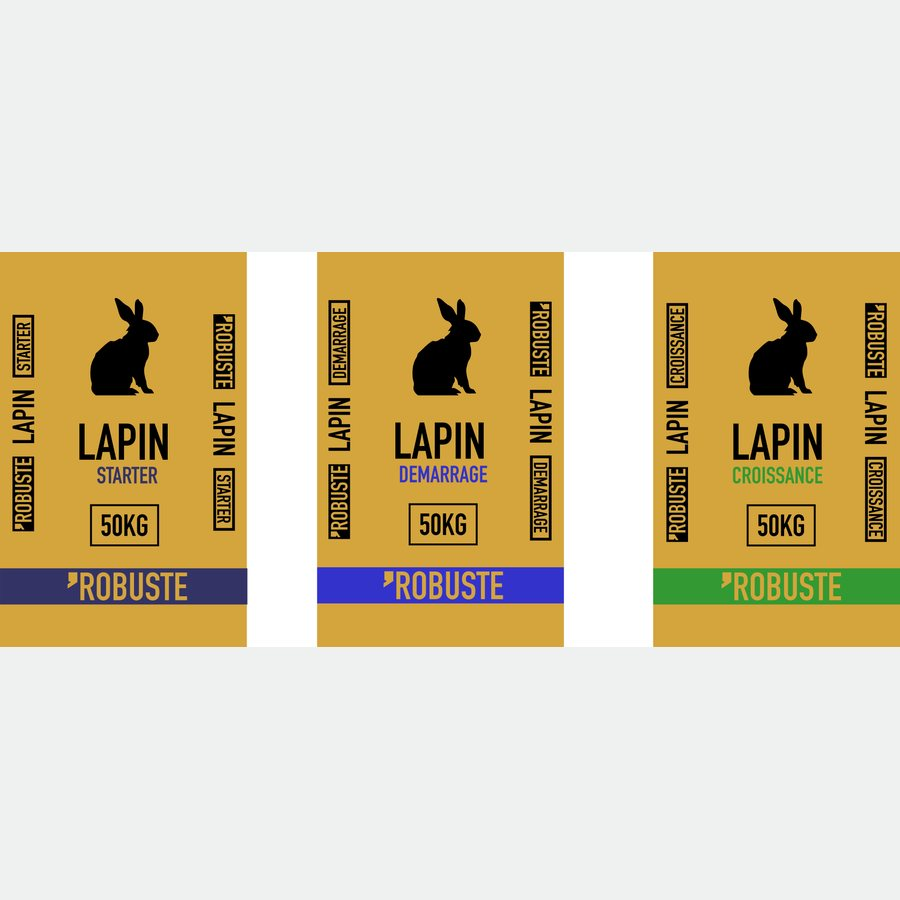 STARTER
LAPIN
'ROBUSTE
LAPIN
STARTER
50KG
'ROBUSTE
LAPIN
STARTER
'ROBUSTE
DEMARRAGE
LAPIN
'ROBUSTE
LAPIN
DEMARRAGE
50KG
'ROBUSTE
LAPIN
DEMARRAGE
'ROBUSTE
CROISSANCE
LAPIN
'ROBUSTE
LAPIN
CROISSANCE
50KG
'ROBUSTE
LAPIN
CROISSANCE
'ROBUSTE